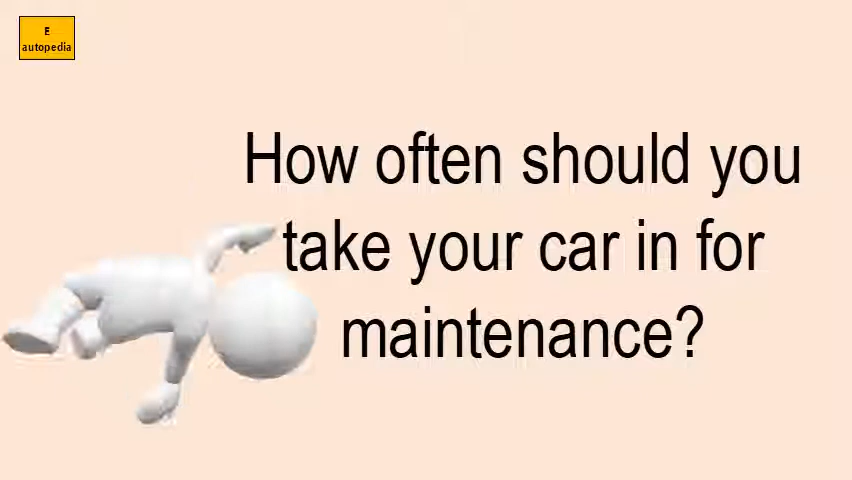 E
autopedia
How often should you
take your car in for
maintenance?